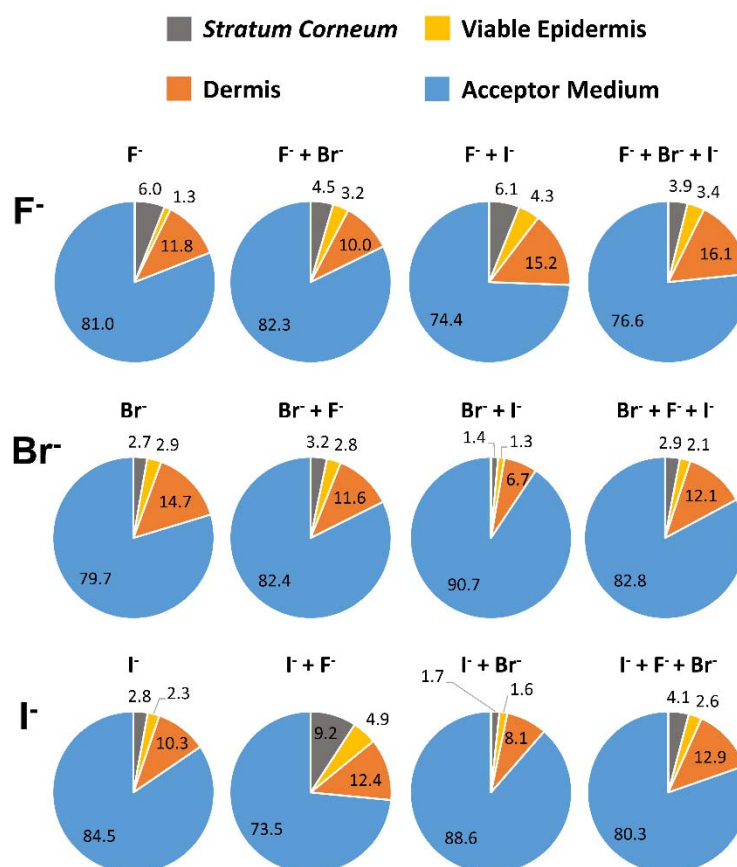 Stratum Corneum Viable Epidermis
Dermis Acceptor Medium
F⁻ F⁻ + Br⁻ F⁻ + I⁻ F⁻ + Br⁻ + I⁻
F⁻
6.0 1.3 4.5 3.2 6.1 4.3 3.9 3.4
11.8 10.0 15.2 16.1
81.0 82.3 74.4 76.6
Br⁻ Br⁻ + F⁻ Br⁻ + I⁻ Br⁻ + F⁻ + I⁻
Br⁻
2.7 2.9 3.2 2.8 1.4 1.3 2.9 2.1
14.7 11.6 6.7 12.1
79.7 82.4 90.7 82.8
I⁻ I⁻ + F⁻ I⁻ + Br⁻ I⁻ + F⁻ + Br⁻
I⁻
2.8 2.3 9.2 4.9 1.7 1.6 4.1 2.6
10.3 12.4 8.1 12.9
84.5 73.5 88.6 80.3